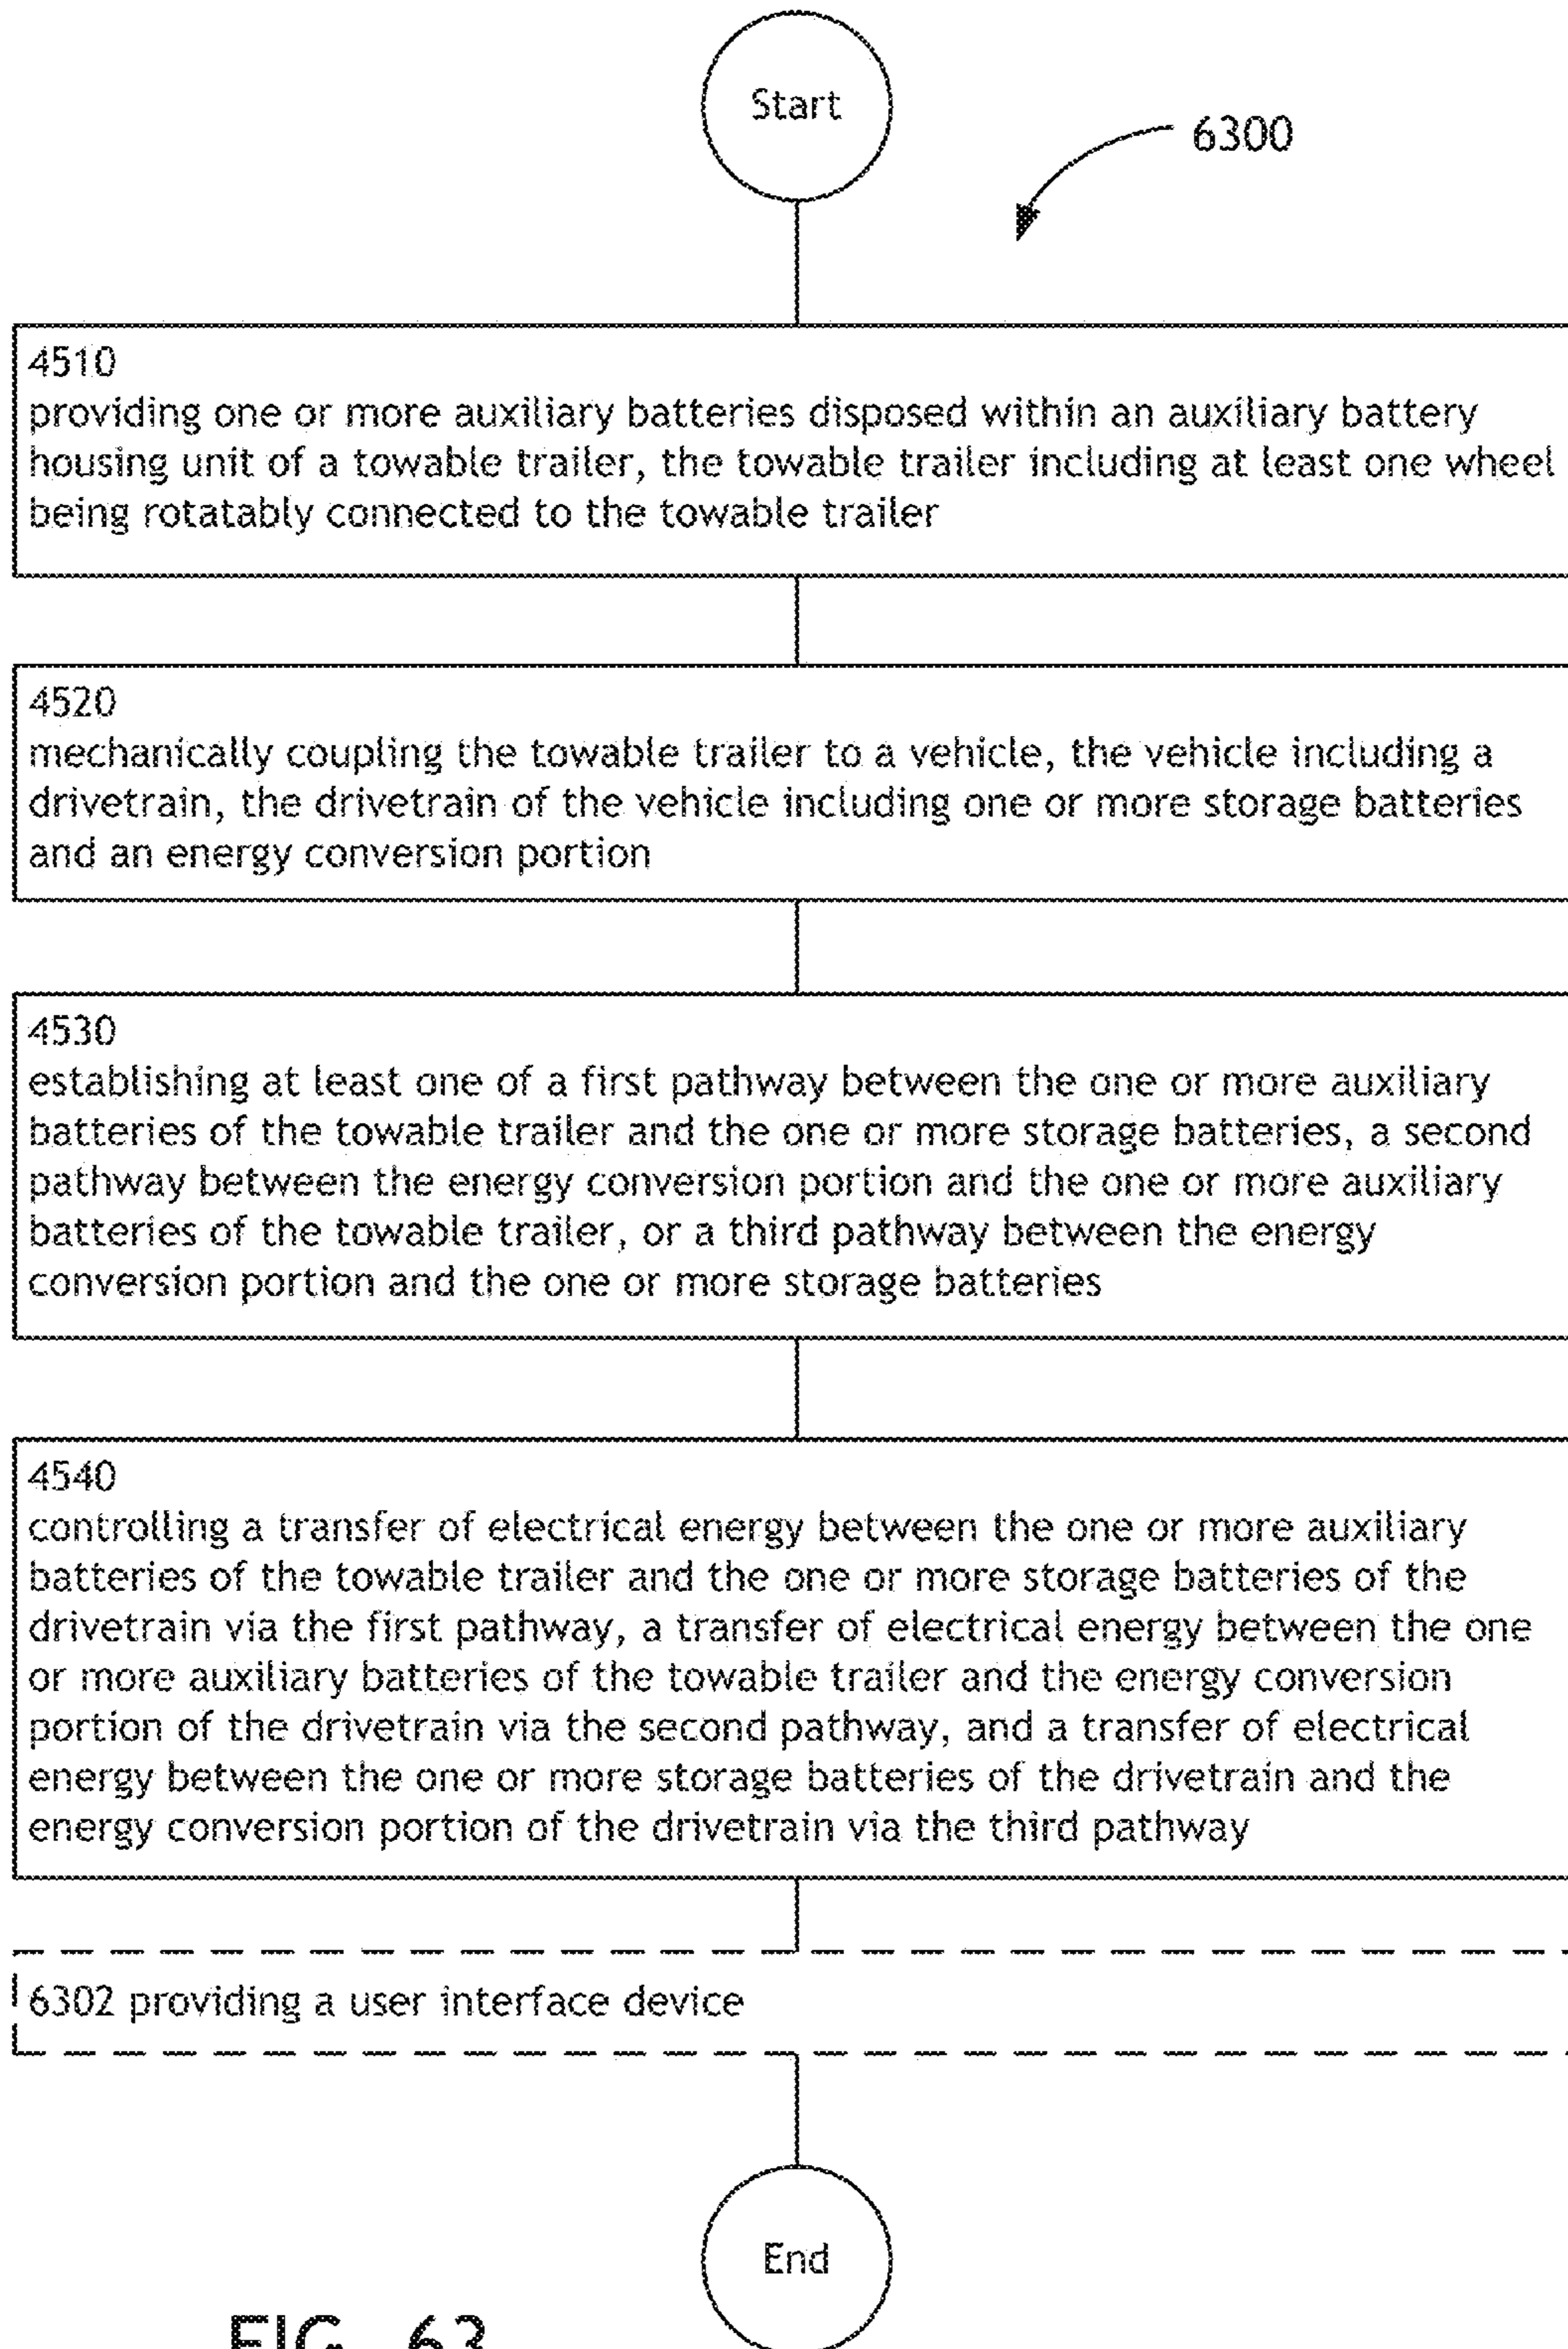 Start
6300
4510
providing one or more auxiliary batteries disposed within an auxiliary battery
housing unit of a towable trailer, the towable trailer including at least one wheel
being rotatably connected to the towable trailer
4520
mechanically coupling the towable trailer to a vehicle, the vehicle including a
drivetrain, the drivetrain of the vehicle including one or more storage batteries
and an energy conversion portion
4530
establishing at least one of a first pathway between the one or more auxiliary
batteries of the towable trailer and the one or more storage batteries, a second
pathway between the energy conversion portion and the one or more auxiliary
batteries of the towable trailer, or a third pathway between the energy
conversion portion and the one or more storage batteries
4540
controlling a transfer of electrical energy between the one or more auxiliary
batteries of the towable trailer and the one or more storage batteries of the
drivetrain via the first pathway, a transfer of electrical energy between the one
or more auxiliary batteries of the towable trailer and the energy conversion
portion of the drivetrain via the second pathway, and a transfer of electrical
energy between the one or more storage batteries of the drivetrain and the
energy conversion portion of the drivetrain via the third pathway
6302 providing a user interface device
End
FIG. 63